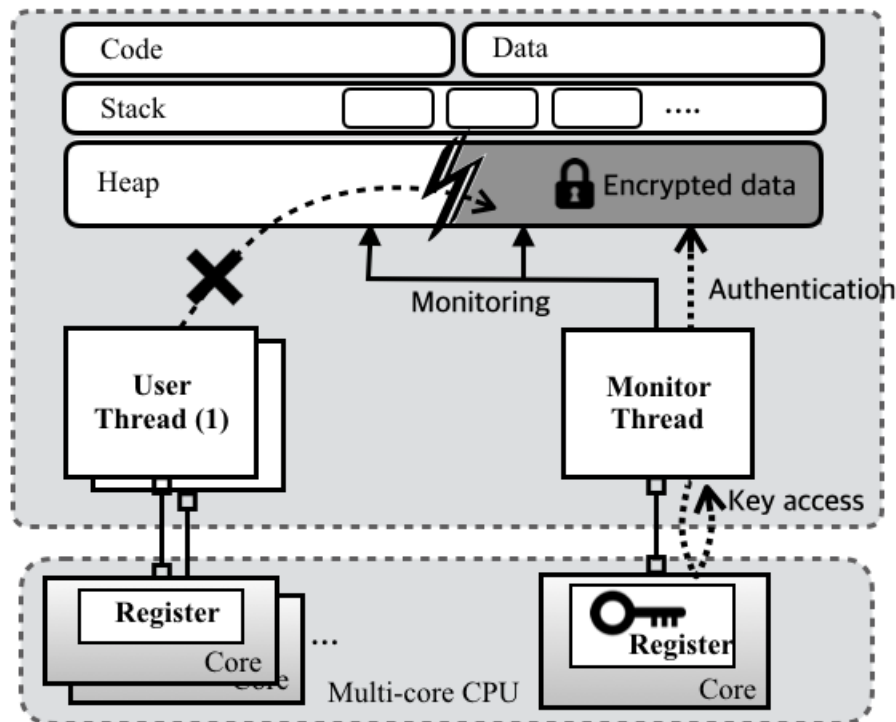 Code
Data
Stack
....
Heap
Encrypted data
Monitoring
Authentication
User
Thread (1)
Monitor
Thread
Key access
Register
Core
Core
...
Multi-core CPU
Register
Core